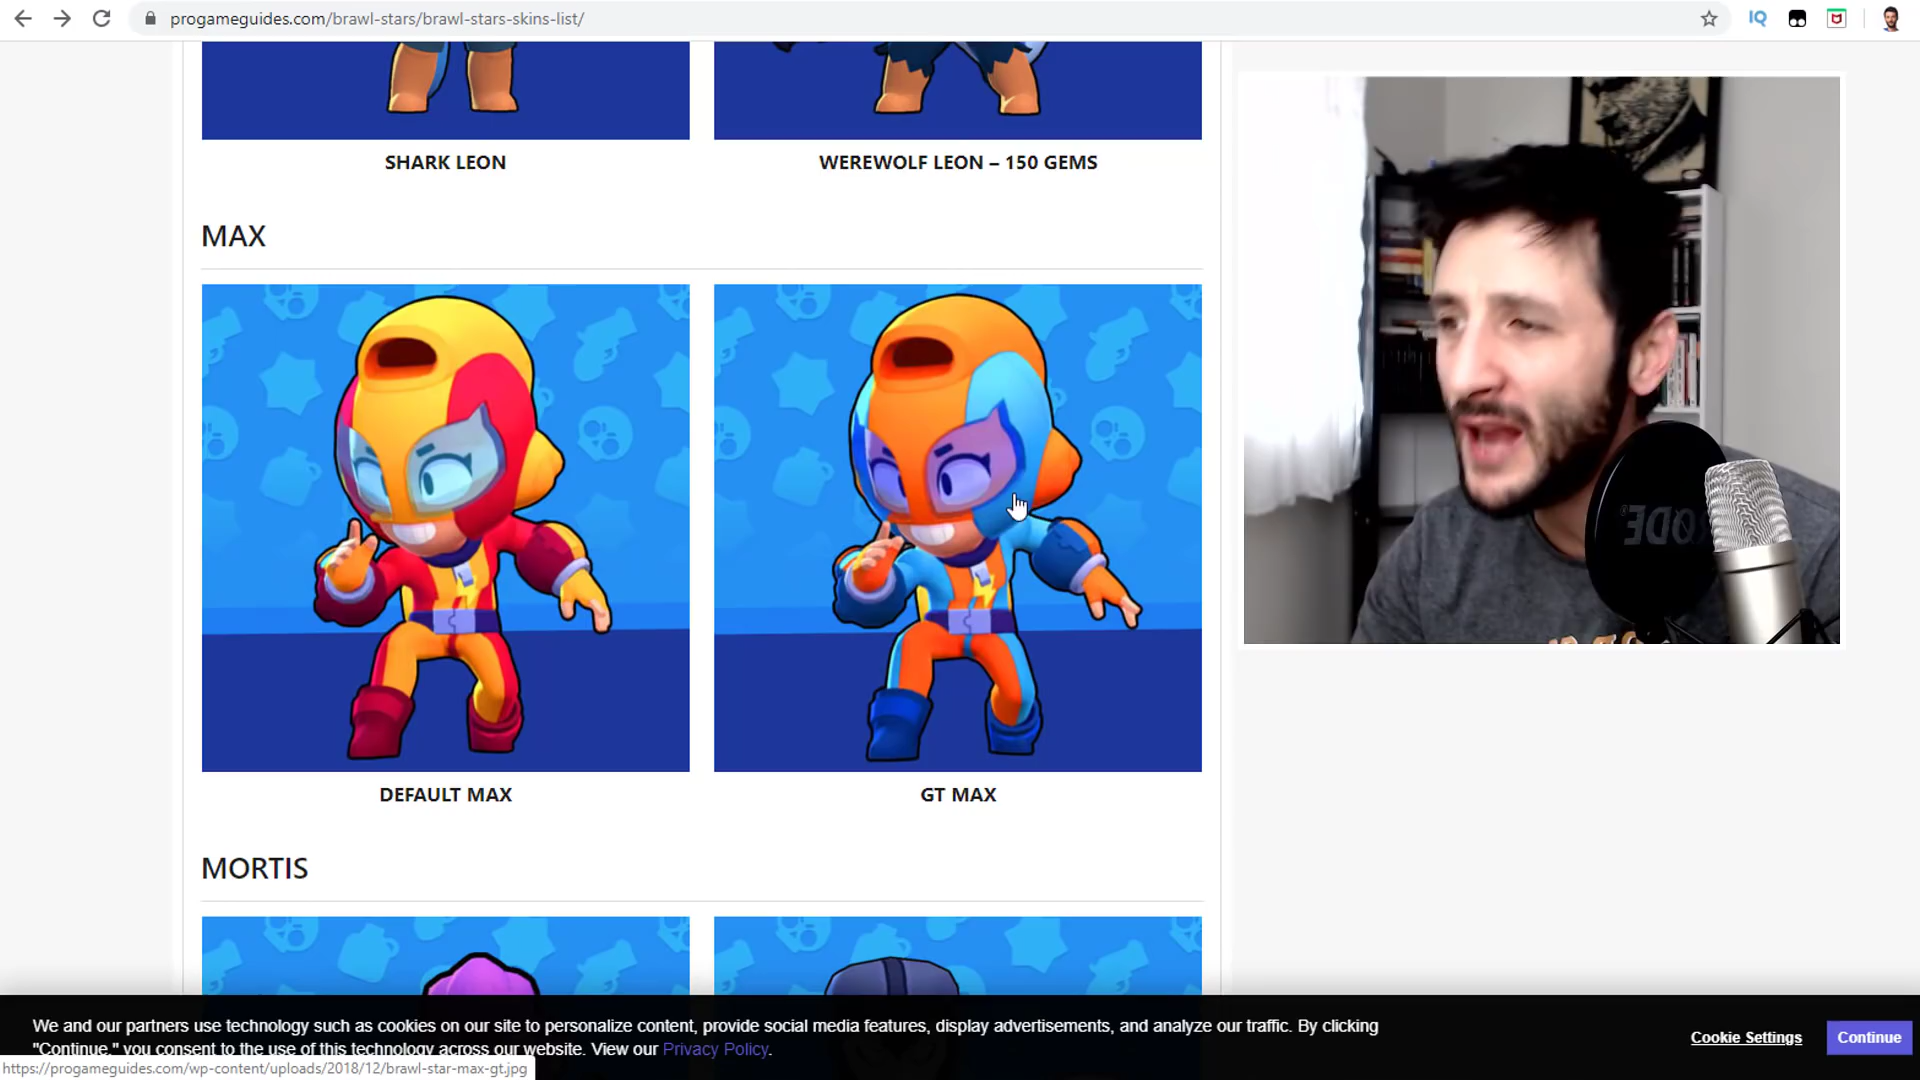 progameguides.com/brawl-stars/brawl-stars-skins-list/
IQ
SHARK LEON
WEREWOLF LEON – 150 GEMS
MAX
RODE
DEFAULT MAX
GT MAX
MORTIS
We and our partners use technology such as cookies on our site to personalize content, provide social media features, display advertisements, and analyze our traffic. By clicking
"Continue," you consent to the use of this technology across our website. View our Privacy Policy.
Cookie Settings
Continue
https://progameguides.com/wp-content/uploads/2018/12/brawl-star-max-gt.jpg